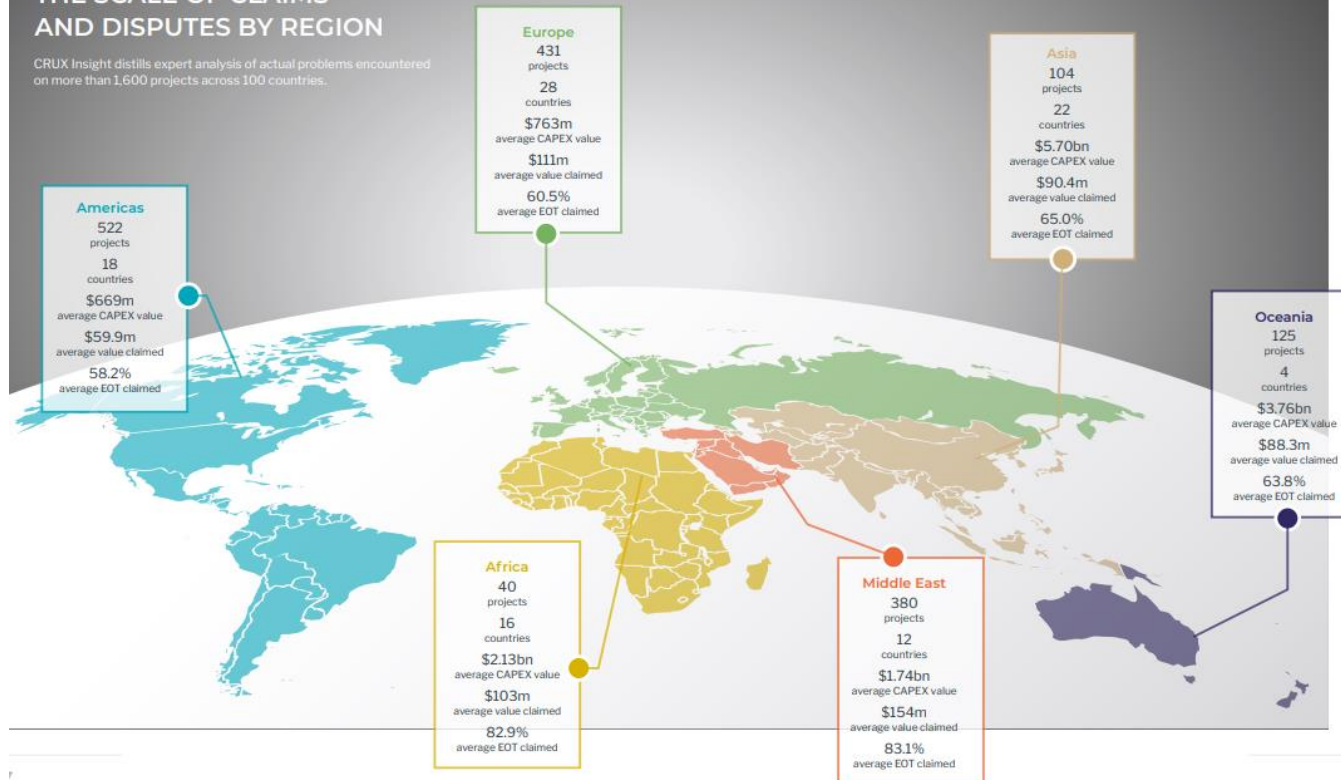 THE SCALE OF CLAIMS
AND DISPUTES BY REGION
CRUX Insight distills expert analysis of actual problems encountered
on more than 1,600 projects across 100 countries.
Americas
522
projects
18
countries
$669m
average CAPEX value
$59.9m
average value claimed
58.2%
average EOT claimed
Europe
431
projects
28
countries
$763m
average CAPEX value
$111m
average value claimed
60.5%
average EOT claimed
Asia
104
projects
22
countries
$5.70bn
average CAPEX value
$90.4m
average value claimed
65.0%
average EOT claimed
Oceania
125
projects
4
countries
$3.76bn
average CAPEX value
$88.3m
average value claimed
63.8%
average EOT claimed
Africa
40
projects
16
countries
$2.13bn
average CAPEX value
$103m
average value claimed
82.9%
average EOT claimed
Middle East
380
projects
12
countries
$1.74bn
average CAPEX value
$154m
average value claimed
83.1%
average EOT claimed